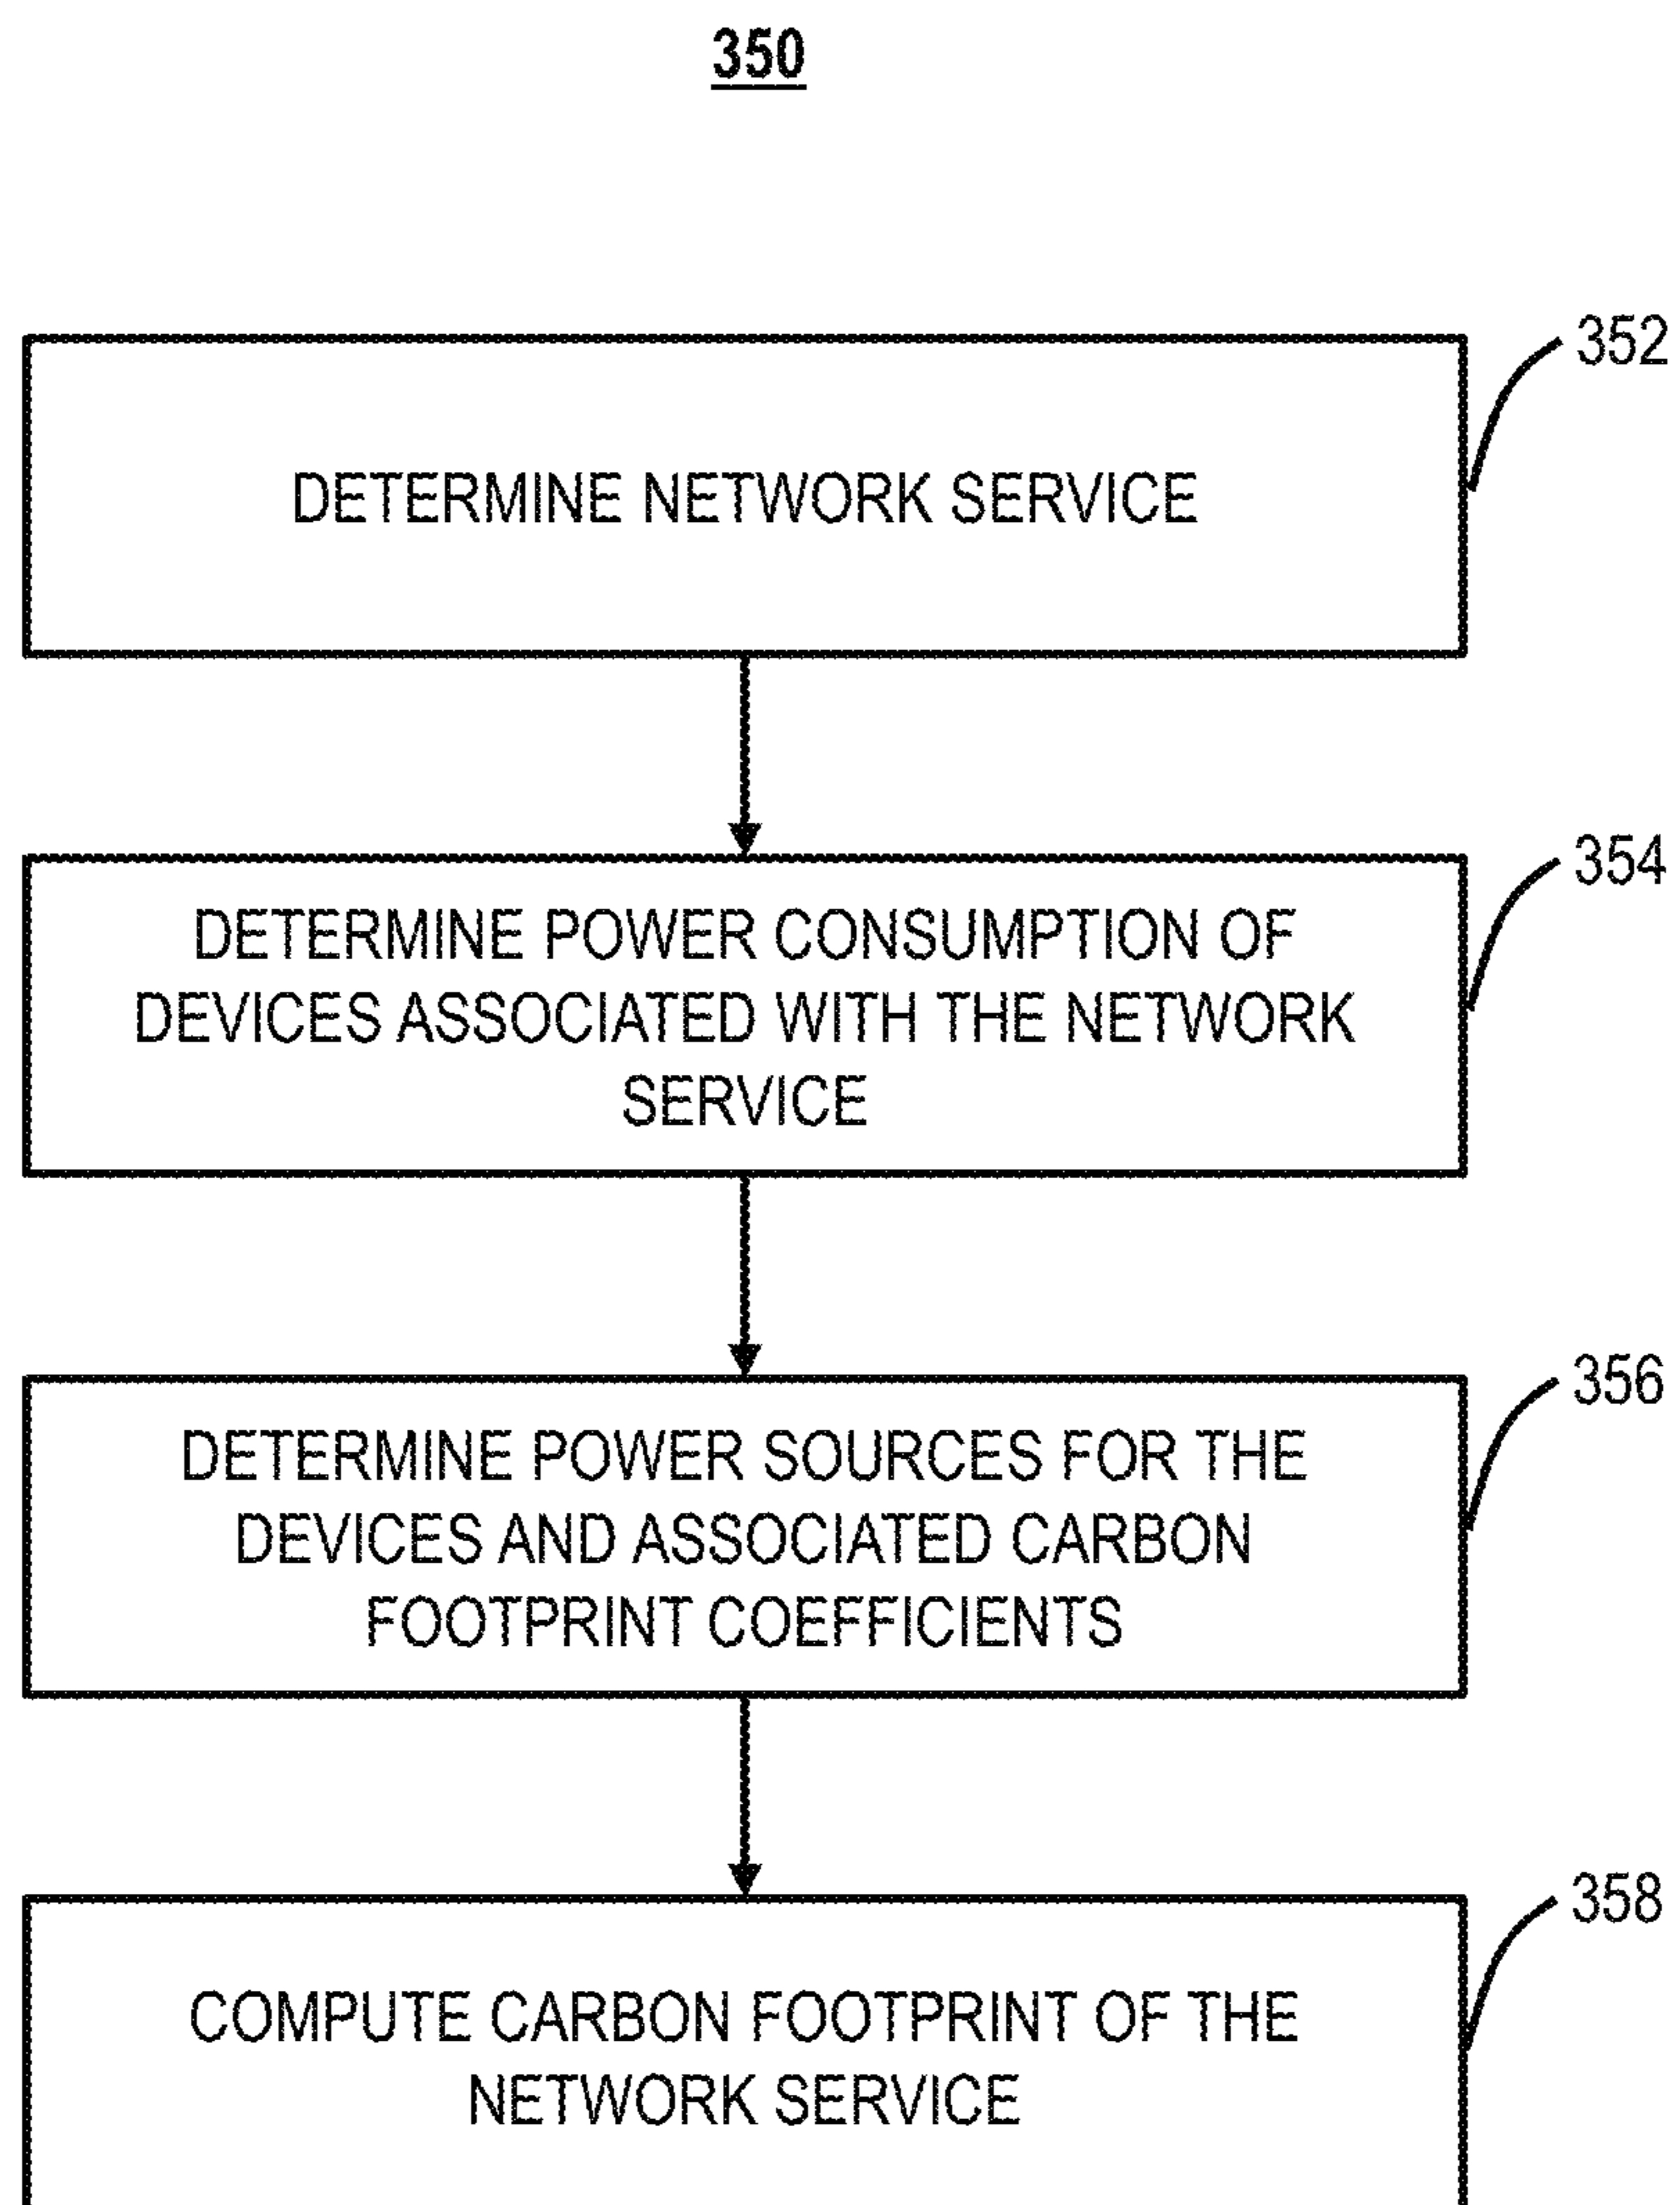 350
352
DETERMINE NETWORK SERVICE
354
DETERMINE POWER CONSUMPTION OF
DEVICES ASSOCIATED WITH THE NETWORK
SERVICE
356
DETERMINE POWER SOURCES FOR THE
DEVICES AND ASSOCIATED CARBON
FOOTPRINT COEFFICIENTS
358
COMPUTE CARBON FOOTPRINT OF THE
NETWORK SERVICE